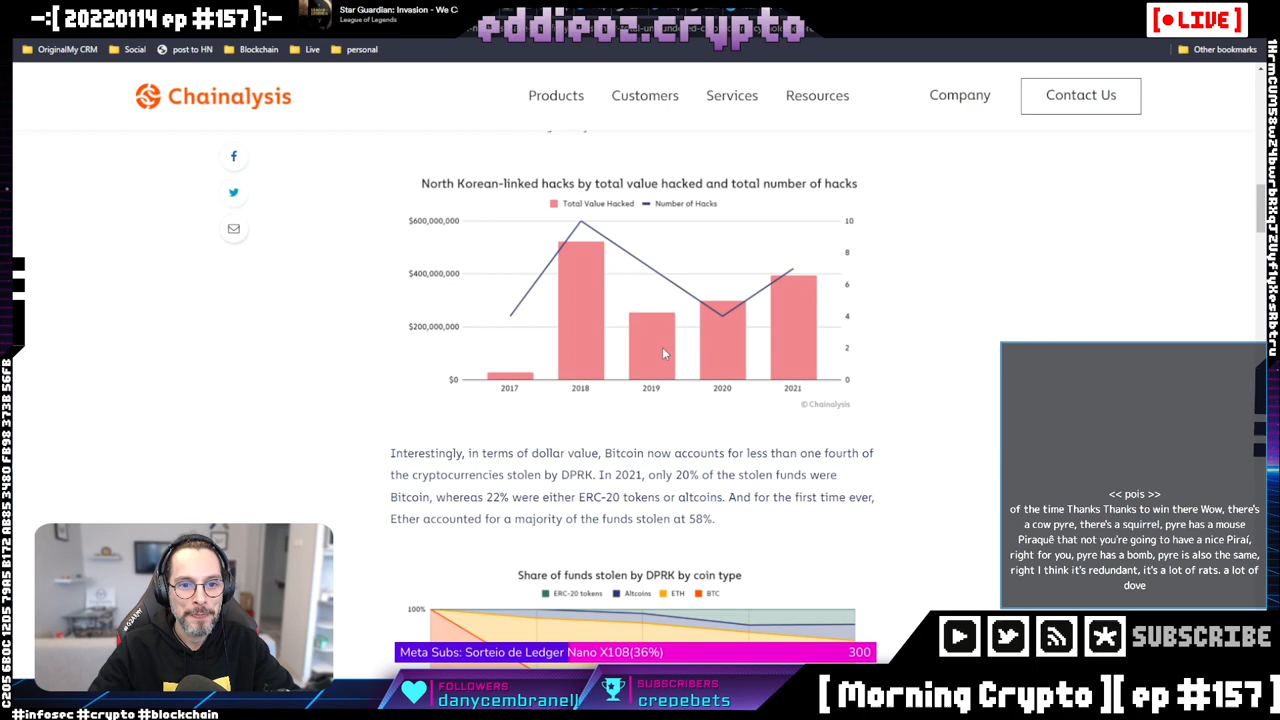 -:[ 20220114 ep #157]:-
Star Guardian: Invasion - We C
League of Legends
eddieoz.crypto
[●LIVE]
OriginalMy CRM
Social
post to HN
Blockchain
Live
personal
Other bookmarks
Chainalysis
Products
Customers
Services
Resources
Company
Contact Us
North Korean-linked hacks by total value hacked and total number of hacks
Total Value Hacked
Number of Hacks
$600,000,000
$400,000,000
$200,000,000
$0
10
8
6
4
2
0
2017
2018
2019
2020
2021
© Chainalysis
Interestingly, in terms of dollar value, Bitcoin now accounts for less than one fourth of
the cryptocurrencies stolen by DPRK. In 2021, only 20% of the stolen funds were
Bitcoin, whereas 22% were either ERC-20 tokens or altcoins. And for the first time ever,
Ether accounted for a majority of the funds stolen at 58%.
Share of funds stolen by DPRK by coin type
ERC-20 tokens
Altcoins
ETH
BTC
100%
<< pois >>
of the time Thanks Thanks to win there Wow, there's
a cow pyre, there's a squirrel, pyre has a mouse
Piraquê that not you're going to have a nice Piraí,
right for you, pyre has a bomb, pyre is also the same,
right I think it's redundant, it's a lot of rats. a lot of
dove
Meta Subs: Sorteio de Ledger Nano X108(36%)
300
SUBSCRIBE
FOLLOWERS
danycembranell
SUBSCRIBERS
crepebets
[ Morning Crypto ][ ep #157 ]
#infosec #crypto #blockchain